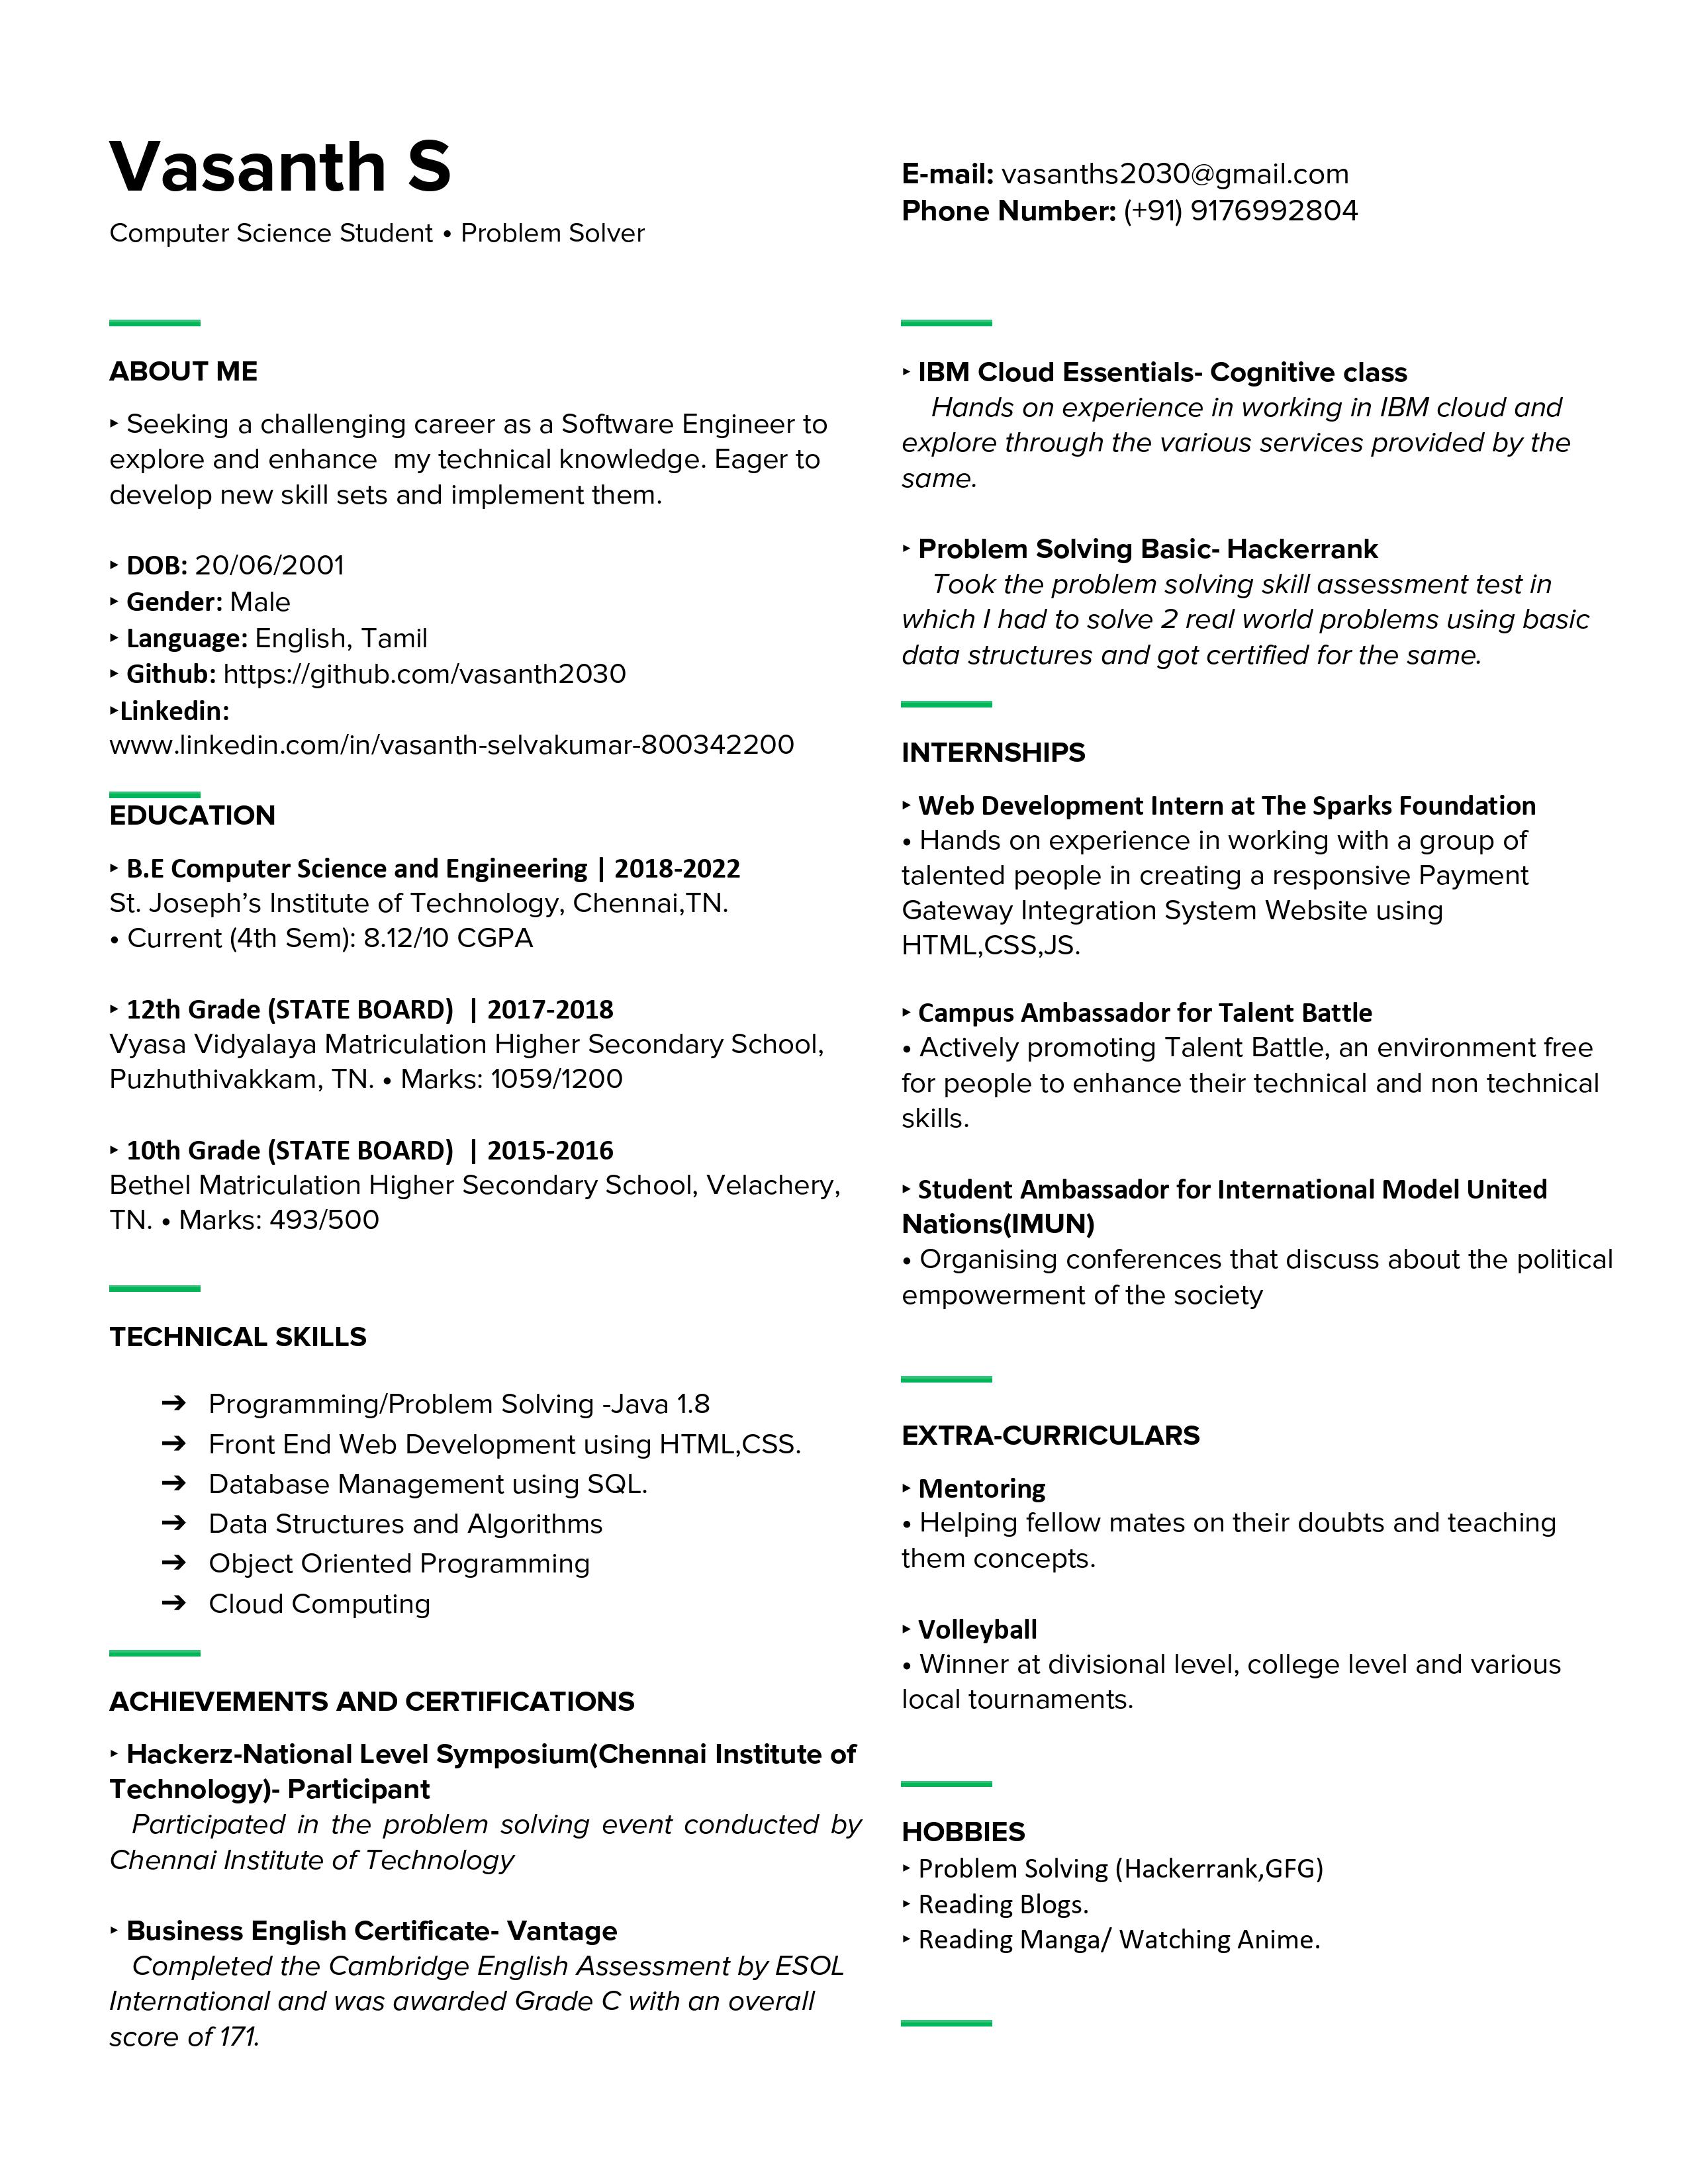 Vasanth S
Computer Science Student • Problem Solver
E-mail: vasanths2030@gmail.com
Phone Number: (+91) 9176992804
ABOUT ME
‣ Seeking a challenging career as a Software Engineer to
explore and enhance  my technical knowledge. Eager to
develop new skill sets and implement them.
‣ DOB: 20/06/2001
‣ Gender: Male
‣ Language: English, Tamil
‣ Github: https://github.com/vasanth2030
‣Linkedin:
www.linkedin.com/in/vasanth-selvakumar-800342200
EDUCATION
‣ B.E Computer Science and Engineering | 2018-2022
St. Joseph’s Institute of Technology, Chennai,TN.
• Current (4th Sem): 8.12/10 CGPA
‣ 12th Grade (STATE BOARD)  | 2017-2018
Vyasa Vidyalaya Matriculation Higher Secondary School,
Puzhuthivakkam, TN. • Marks: 1059/1200
‣ 10th Grade (STATE BOARD)  | 2015-2016
Bethel Matriculation Higher Secondary School, Velachery,
TN. • Marks: 493/500
TECHNICAL SKILLS
➔ Programming/Problem Solving -Java 1.8
➔ Front End Web Development using HTML,CSS.
➔ Database Management using SQL.
➔ Data Structures and Algorithms
➔ Object Oriented Programming
➔ Cloud Computing
ACHIEVEMENTS AND CERTIFICATIONS
‣ Hackerz-National Level Symposium(Chennai Institute of
Technology)- Participant
Participated in the problem solving event conducted by
Chennai Institute of Technology
‣ Business English Certificate- Vantage
Completed the Cambridge English Assessment by ESOL
International and was awarded Grade C with an overall
score of 171.
‣ IBM Cloud Essentials- Cognitive class
Hands on experience in working in IBM cloud and
explore through the various services provided by the
same.
‣ Problem Solving Basic- Hackerrank
Took the problem solving skill assessment test in
which I had to solve 2 real world problems using basic
data structures and got certified for the same.
INTERNSHIPS
‣ Web Development Intern at The Sparks Foundation
• Hands on experience in working with a group of
talented people in creating a responsive Payment
Gateway Integration System Website using
HTML,CSS,JS.
‣ Campus Ambassador for Talent Battle
• Actively promoting Talent Battle, an environment free
for people to enhance their technical and non technical
skills.
‣ Student Ambassador for International Model United
Nations(IMUN)
• Organising conferences that discuss about the political
empowerment of the society
EXTRA-CURRICULARS
‣ Mentoring
• Helping fellow mates on their doubts and teaching
them concepts.
‣ Volleyball
• Winner at divisional level, college level and various
local tournaments.
HOBBIES
‣ Problem Solving (Hackerrank,GFG)
‣ Reading Blogs.
‣ Reading Manga/ Watching Anime.